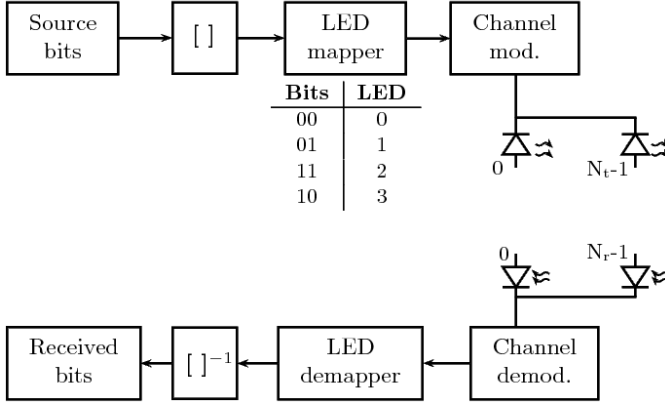 Source
bits
[ ]
LED
mapper
Channel
mod.
Bits LED
00 0
01 1
11 2
10 3
0
Nₜ-1
0
Nᵣ-1
Received
bits
[ ]⁻¹
LED
demapper
Channel
demod.